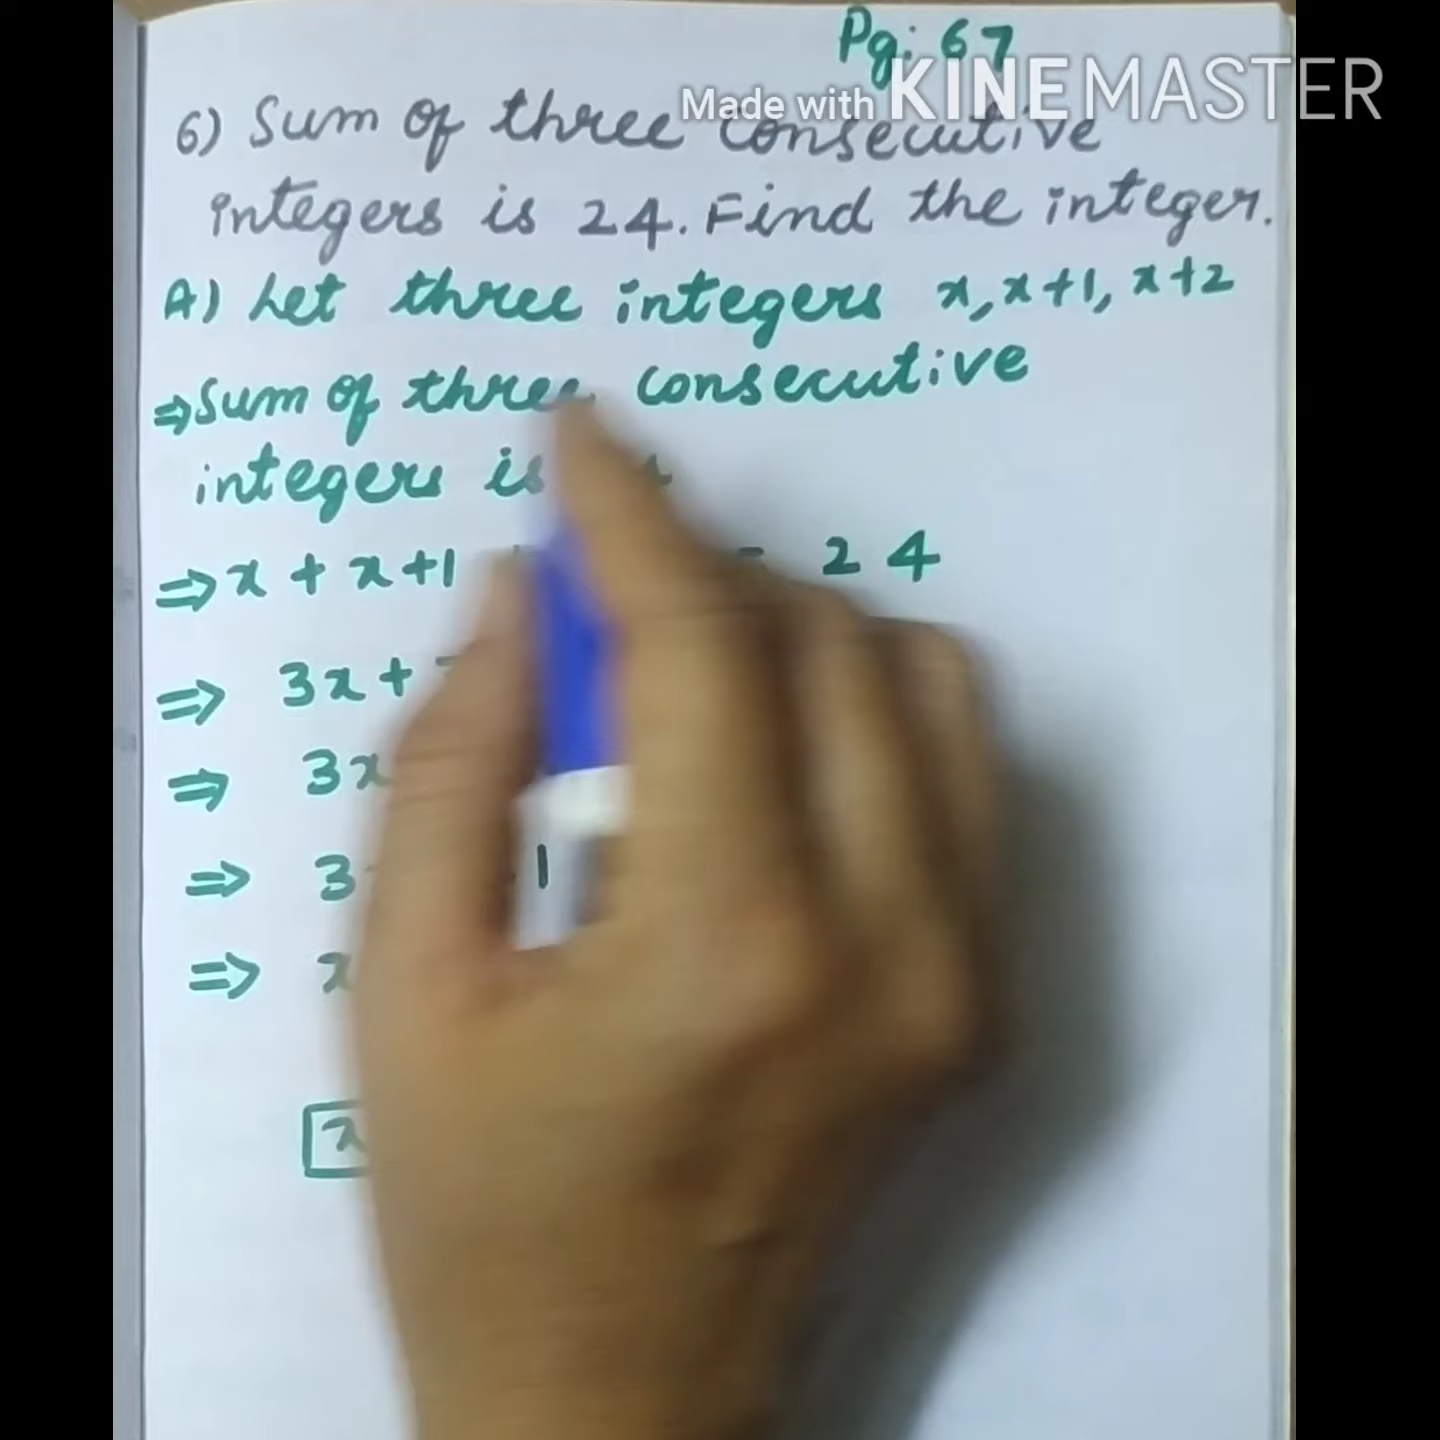 Pg: 67
Made with KINEMASTER
6) Sum of three consecutive
integers is 24. Find the integer.
A) Let three integers x, x+1, x+2
⇒ Sum of three consecutive
integers is
⇒ x + x+1 = 24
⇒ 3x +
⇒ 3x
⇒ 3
⇒ x
x